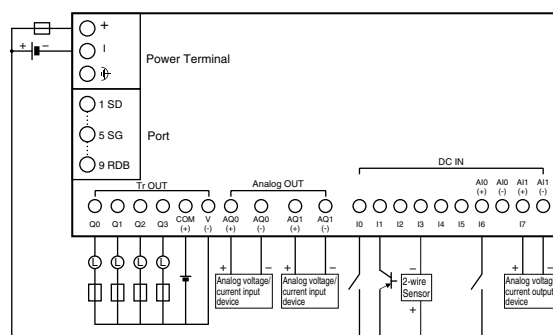 +
+ −
−
Power Terminal
1 SD
5 SG
Port
9 RDB
DC IN
Tr OUT
Analog OUT
AI0 (+)
AI0 (-)
AI1 (+)
AI1 (-)
Q0 Q1 Q2 Q3 COM (+) V (-) AQ0 (+) AQ0 (-) AQ1 (+) AQ1 (-) I0 I1 I2 I3 I4 I5 I6 I7
L L L L
+ − + − − + −
Analog voltage/
current input
device
Analog voltage/
current input
device
2-wire
Sensor
+
Analog voltage/
current output
device